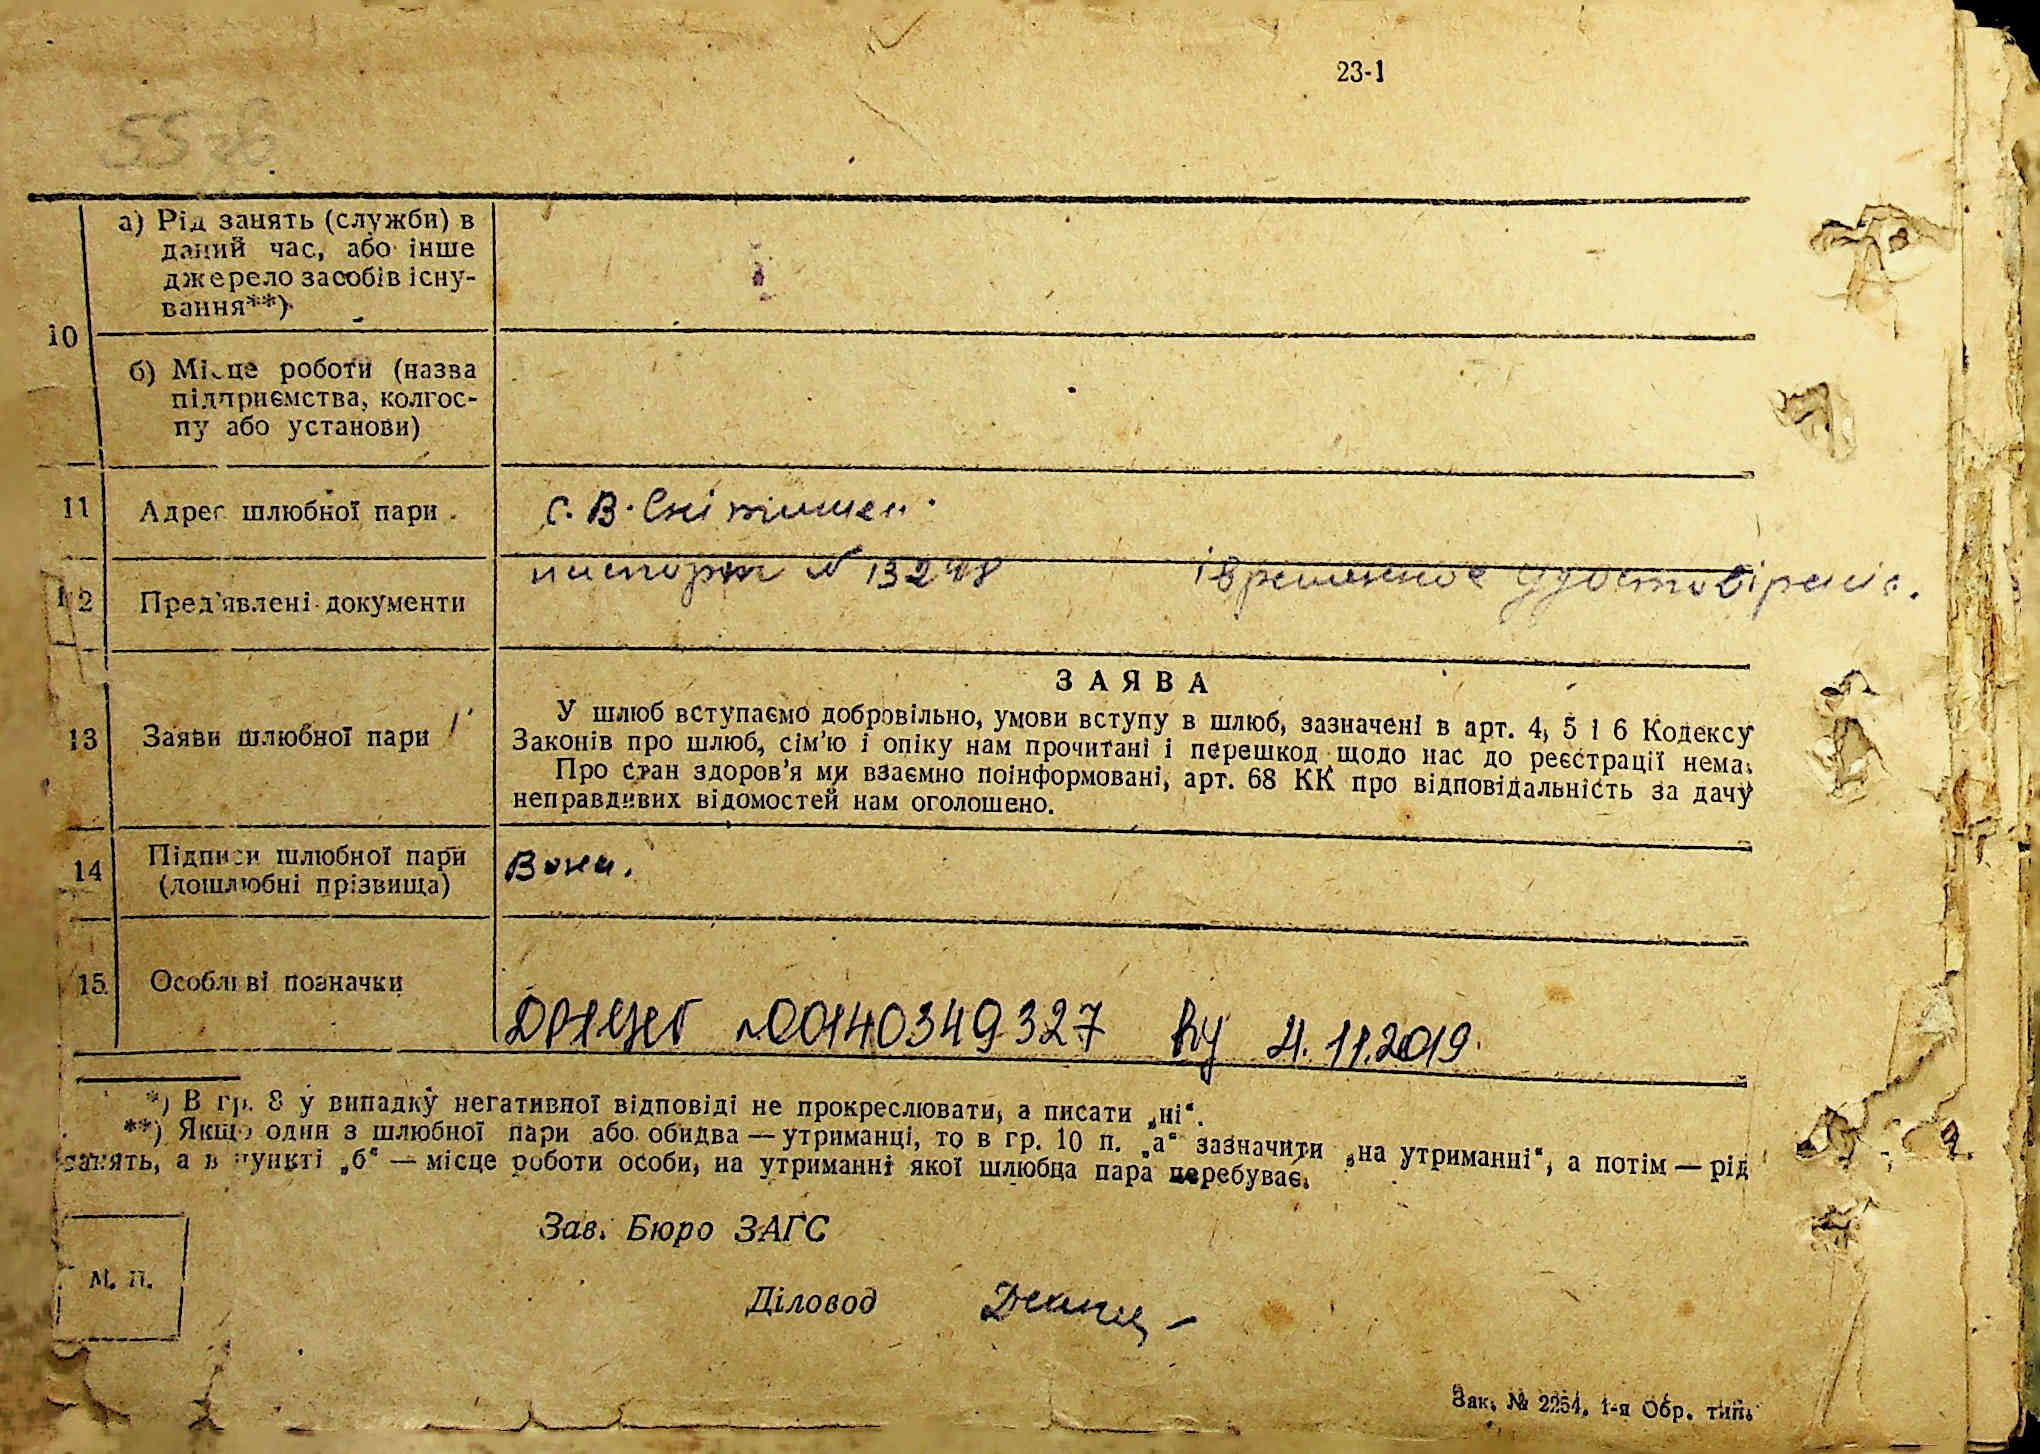 23-1
55зв
а) Рід занять (служби) в
даний час, або інше
джерело засобів існу-
вання**)
10
б) Місце роботи (назва
підприємства, колгос-
пу або установи)
11 Адрес шлюбної пари
с. В. Снітинен.
12 Пред'явлені документи
паспорт №
13 Заяви шлюбної пари
ЗАЯВА
У шлюб вступаємо добровільно, умови вступу в шлюб, зазначені в арт. 4, 5 і 6 Кодексу
Законів про шлюб, сім'ю і опіку нам прочитані і перешкод щодо нас до реєстрації нема.
Про стан здоров'я ми взаємно поінформовані, арт. 68 КК про відповідальність за дачу
неправдивих відомостей нам оголошено.
14 Підписи шлюбної пари
(дошлюбні прізвища)
15 Особливі позначки
№00140349327 4.11.2019.
*) В гр. 8 у випадку негативної відповіді не прокреслювати, а писати „ні“.
**) Якщо один з шлюбної пари або обидва — утриманці, то в гр. 10 п. „а“ зазначити „на утриманні“, а потім — рід
занять, а в пункті „б“ — місце роботи особи, на утриманні якої шлюбца пара перебуває.
Зав. Бюро ЗАГС
М. П.
Діловод
Зак. № 2254. 1-я Обр. тип.